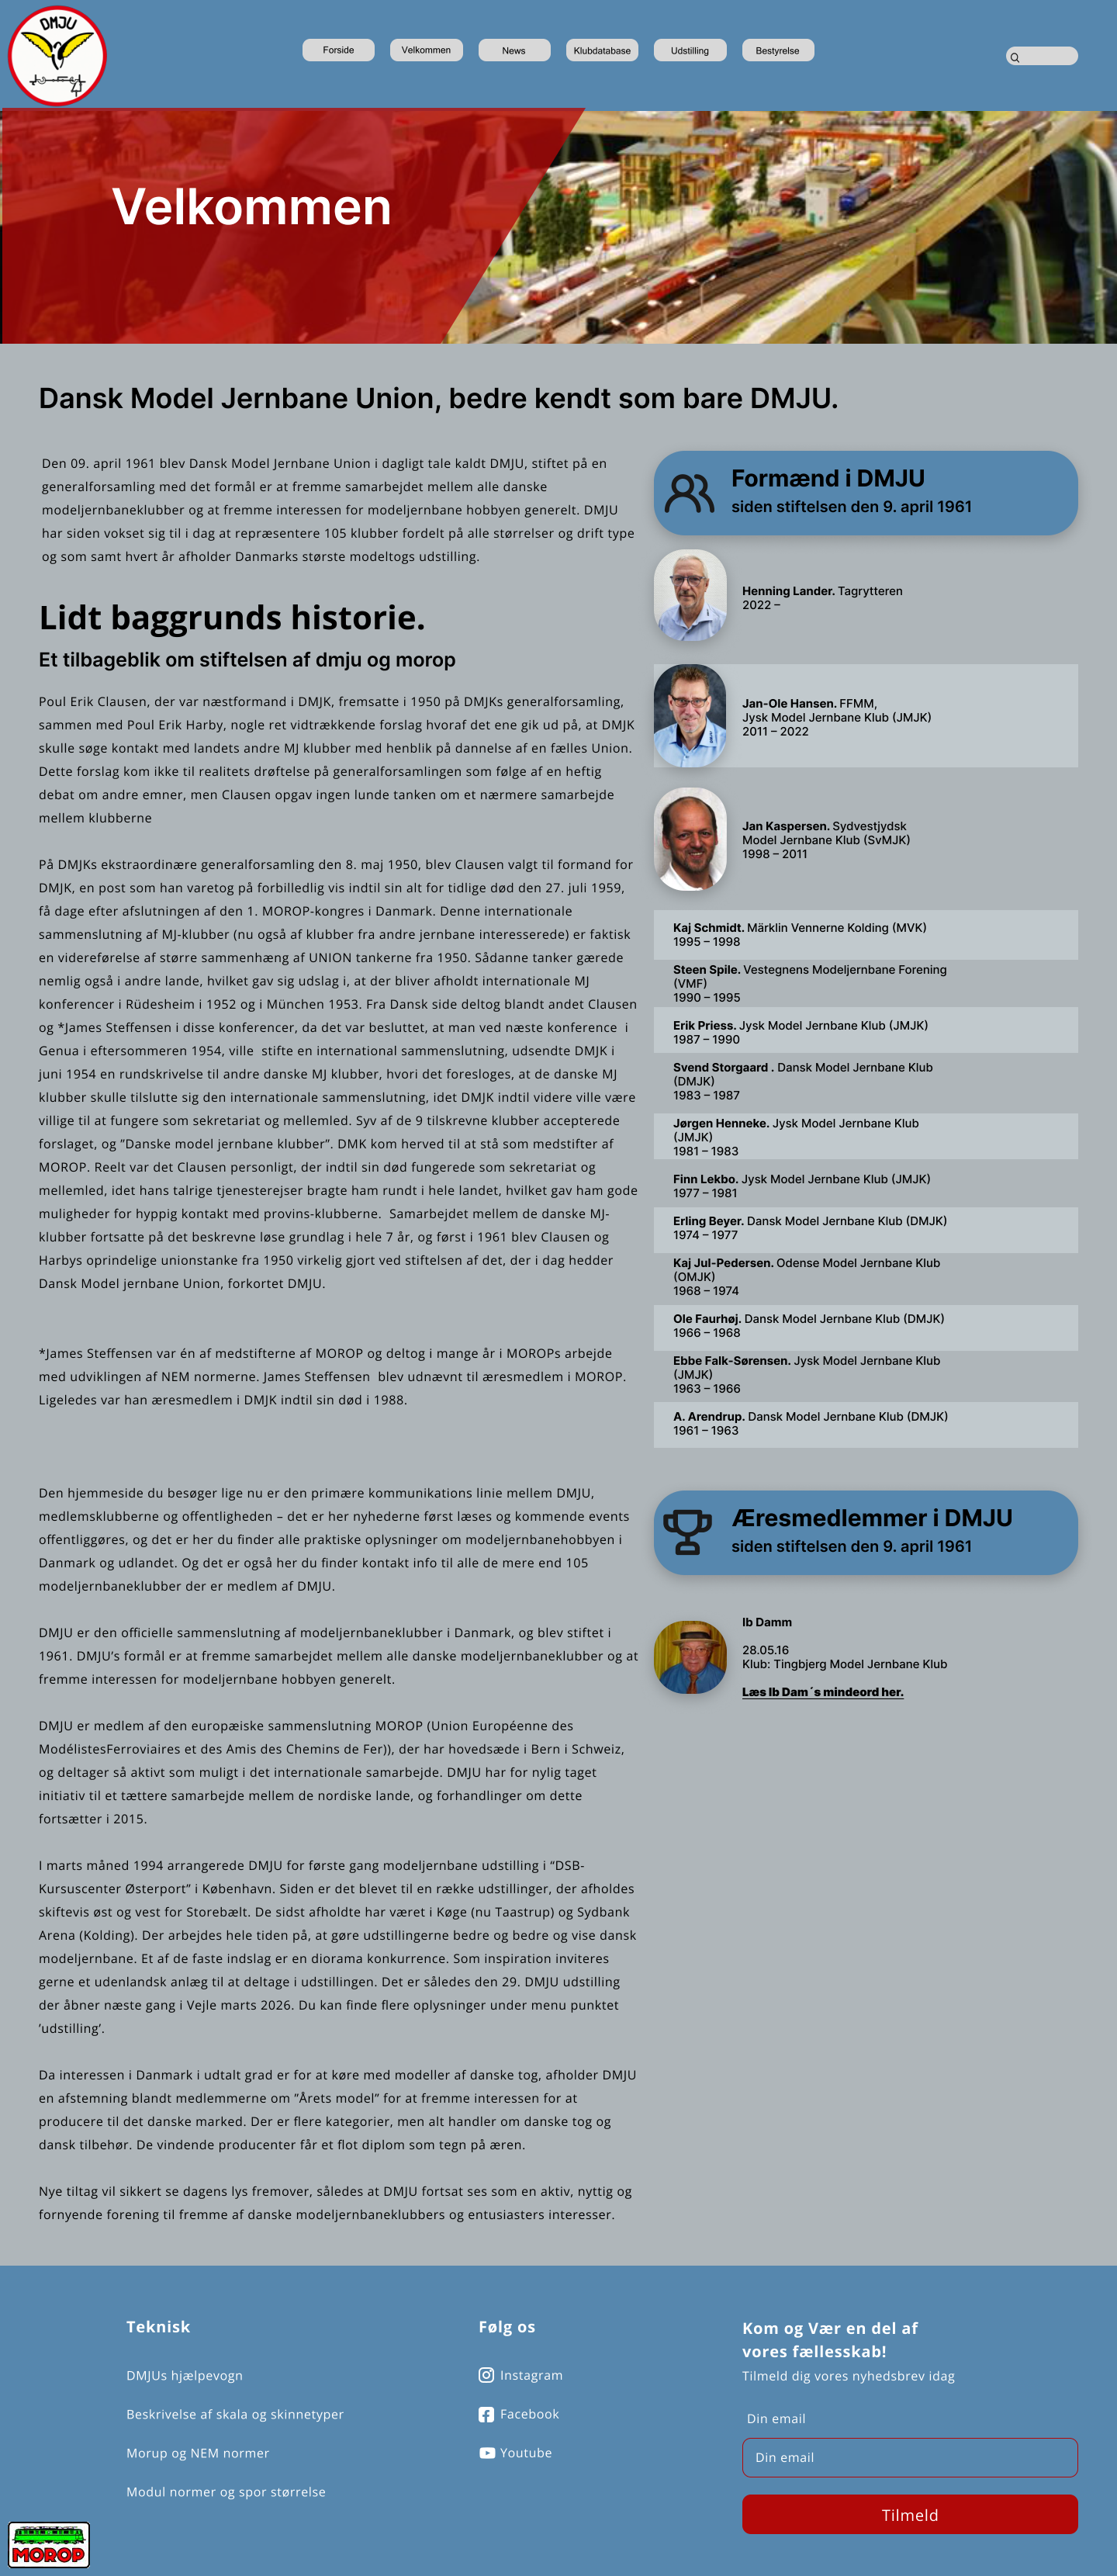 DMJU
Forside
Velkommen
News
Klubdatabase
Udstilling
Bestyrelse
Velkommen
Dansk Model Jernbane Union, bedre kendt som bare DMJU.
Den 09. april 1961 blev Dansk Model Jernbane Union i dagligt tale kaldt DMJU, stiftet på en
generalforsamling med det formål er at fremme samarbejdet mellem alle danske
modeljernbaneklubber og at fremme interessen for modeljernbane hobbyen generelt. DMJU
har siden vokset sig til i dag at repræsentere 105 klubber fordelt på alle størrelser og drift type
og som samt hvert år afholder Danmarks største modeltogs udstilling.
Lidt baggrunds historie.
Et tilbageblik om stiftelsen af dmju og morop
Poul Erik Clausen, der var næstformand i DMJK, fremsatte i 1950 på DMJKs generalforsamling,
sammen med Poul Erik Harby, nogle ret vidtrækkende forslag hvoraf det ene gik ud på, at DMJK
skulle søge kontakt med landets andre MJ klubber med henblik på dannelse af en fælles Union.
Dette forslag kom ikke til realitets drøftelse på generalforsamlingen som følge af en heftig
debat om andre emner, men Clausen opgav ingen lunde tanken om et nærmere samarbejde
mellem klubberne
På DMJKs ekstraordinære generalforsamling den 8. maj 1950, blev Clausen valgt til formand for
DMJK, en post som han varetog på forbilledlig vis indtil sin alt for tidlige død den 27. juli 1959,
få dage efter afslutningen af den 1. MOROP-kongres i Danmark. Denne internationale
sammenslutning af MJ-klubber (nu også af klubber fra andre jernbane interesserede) er faktisk
en videreførelse af større sammenhæng af UNION tankerne fra 1950. Sådanne tanker gærede
nemlig også i andre lande, hvilket gav sig udslag i, at der bliver afholdt internationale MJ
konferencer i Rüdesheim i 1952 og i München 1953. Fra Dansk side deltog blandt andet Clausen
og *James Steffensen i disse konferencer, da det var besluttet, at man ved næste konference  i
Genua i eftersommeren 1954, ville  stifte en international sammenslutning, udsendte DMJK i
juni 1954 en rundskrivelse til andre danske MJ klubber, hvori det foresloges, at de danske MJ
klubber skulle tilslutte sig den internationale sammenslutning, idet DMJK indtil videre ville være
villige til at fungere som sekretariat og mellemled. Syv af de 9 tilskrevne klubber accepterede
forslaget, og ”Danske model jernbane klubber”. DMK kom herved til at stå som medstifter af
MOROP. Reelt var det Clausen personligt, der indtil sin død fungerede som sekretariat og
mellemled, idet hans talrige tjenesterejser bragte ham rundt i hele landet, hvilket gav ham gode
muligheder for hyppig kontakt med provins-klubberne.  Samarbejdet mellem de danske MJ-
klubber fortsatte på det beskrevne løse grundlag i hele 7 år, og først i 1961 blev Clausen og
Harbys oprindelige unionstanke fra 1950 virkelig gjort ved stiftelsen af det, der i dag hedder
Dansk Model jernbane Union, forkortet DMJU.
*James Steffensen var én af medstifterne af MOROP og deltog i mange år i MOROPs arbejde
med udviklingen af NEM normerne. James Steffensen  blev udnævnt til æresmedlem i MOROP.
Ligeledes var han æresmedlem i DMJK indtil sin død i 1988.
Den hjemmeside du besøger lige nu er den primære kommunikations linie mellem DMJU,
medlemsklubberne og offentligheden – det er her nyhederne først læses og kommende events
offentliggøres, og det er her du finder alle praktiske oplysninger om modeljernbanehobbyen i
Danmark og udlandet. Og det er også her du finder kontakt info til alle de mere end 105
modeljernbaneklubber der er medlem af DMJU.
DMJU er den officielle sammenslutning af modeljernbaneklubber i Danmark, og blev stiftet i
1961. DMJU’s formål er at fremme samarbejdet mellem alle danske modeljernbaneklubber og at
fremme interessen for modeljernbane hobbyen generelt.
DMJU er medlem af den europæiske sammenslutning MOROP (Union Européenne des
ModélistesFerroviaires et des Amis des Chemins de Fer)), der har hovedsæde i Bern i Schweiz,
og deltager så aktivt som muligt i det internationale samarbejde. DMJU har for nylig taget
initiativ til et tættere samarbejde mellem de nordiske lande, og forhandlinger om dette
fortsætter i 2015.
I marts måned 1994 arrangerede DMJU for første gang modeljernbane udstilling i “DSB-
Kursuscenter Østerport” i København. Siden er det blevet til en række udstillinger, der afholdes
skiftevis øst og vest for Storebælt. De sidst afholdte har været i Køge (nu Taastrup) og Sydbank
Arena (Kolding). Der arbejdes hele tiden på, at gøre udstillingerne bedre og bedre og vise dansk
modeljernbane. Et af de faste indslag er en diorama konkurrence. Som inspiration inviteres
gerne et udenlandsk anlæg til at deltage i udstillingen. Det er således den 29. DMJU udstilling
der åbner næste gang i Vejle marts 2026. Du kan finde flere oplysninger under menu punktet
‘udstilling’.
Da interessen i Danmark i udtalt grad er for at køre med modeller af danske tog, afholder DMJU
en afstemning blandt medlemmerne om ”Årets model” for at fremme interessen for at
producere til det danske marked. Der er flere kategorier, men alt handler om danske tog og
dansk tilbehør. De vindende producenter får et flot diplom som tegn på æren.
Nye tiltag vil sikkert se dagens lys fremover, således at DMJU fortsat ses som en aktiv, nyttig og
fornyende forening til fremme af danske modeljernbaneklubbers og entusiasters interesser.
Formænd i DMJU
siden stiftelsen den 9. april 1961
Henning Lander. Tagrytteren
2022 –
Jan-Ole Hansen. FFMM,
Jysk Model Jernbane Klub (JMJK)
2011 – 2022
Jan Kaspersen. Sydvestjydsk
Model Jernbane Klub (SvMJK)
1998 – 2011
Kaj Schmidt. Märklin Vennerne Kolding (MVK)
1995 – 1998
Steen Spile. Vestegnens Modeljernbane Forening
(VMF)
1990 – 1995
Erik Priess. Jysk Model Jernbane Klub (JMJK)
1987 – 1990
Svend Storgaard . Dansk Model Jernbane Klub
(DMJK)
1983 – 1987
Jørgen Henneke. Jysk Model Jernbane Klub
(JMJK)
1981 – 1983
Finn Lekbo. Jysk Model Jernbane Klub (JMJK)
1977 – 1981
Erling Beyer. Dansk Model Jernbane Klub (DMJK)
1974 – 1977
Kaj Jul-Pedersen. Odense Model Jernbane Klub
(OMJK)
1968 – 1974
Ole Faurhøj. Dansk Model Jernbane Klub (DMJK)
1966 – 1968
Ebbe Falk-Sørensen. Jysk Model Jernbane Klub
(JMJK)
1963 – 1966
A. Arendrup. Dansk Model Jernbane Klub (DMJK)
1961 – 1963
Æresmedlemmer i DMJU
siden stiftelsen den 9. april 1961
Ib Damm
28.05.16
Klub: Tingbjerg Model Jernbane Klub
Læs Ib Dam´s mindeord her.
Teknisk
DMJUs hjælpevogn
Beskrivelse af skala og skinnetyper
Morup og NEM normer
Modul normer og spor størrelse
Følg os
Instagram
Facebook
Youtube
Kom og Vær en del af
vores fællesskab!
Tilmeld dig vores nyhedsbrev idag
Din email
Din email
Tilmeld
MOROP